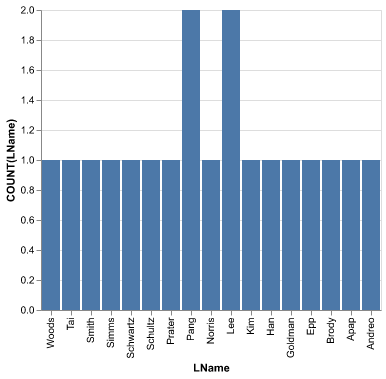 COUNT(LName)
2.0
1.8
1.6
1.4
1.2
1.0
0.8
0.6
0.4
0.2
0.0
Woods
Tai
Smith
Simms
Schwartz
Schultz
Prater
Pang
Norris
Lee
Kim
Han
Goldman
Epp
Brody
Apap
Andreo
LName